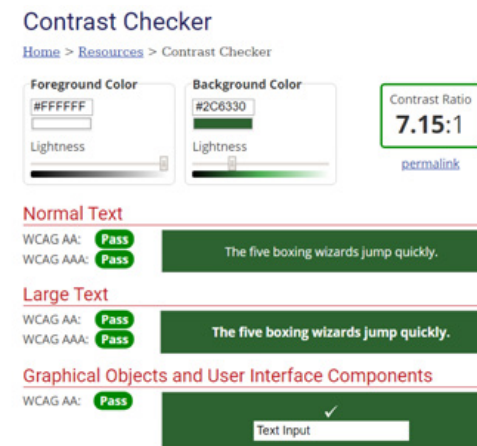 Contrast Checker
Home > Resources > Contrast Checker
Foreground Color
#FFFFFF
Lightness
Background Color
#2C6330
Lightness
Contrast Ratio
7.15:1
permalink
Normal Text
WCAG AA: Pass
WCAG AAA: Pass
The five boxing wizards jump quickly.
Large Text
WCAG AA: Pass
WCAG AAA: Pass
The five boxing wizards jump quickly.
Graphical Objects and User Interface Components
WCAG AA: Pass
Text Input